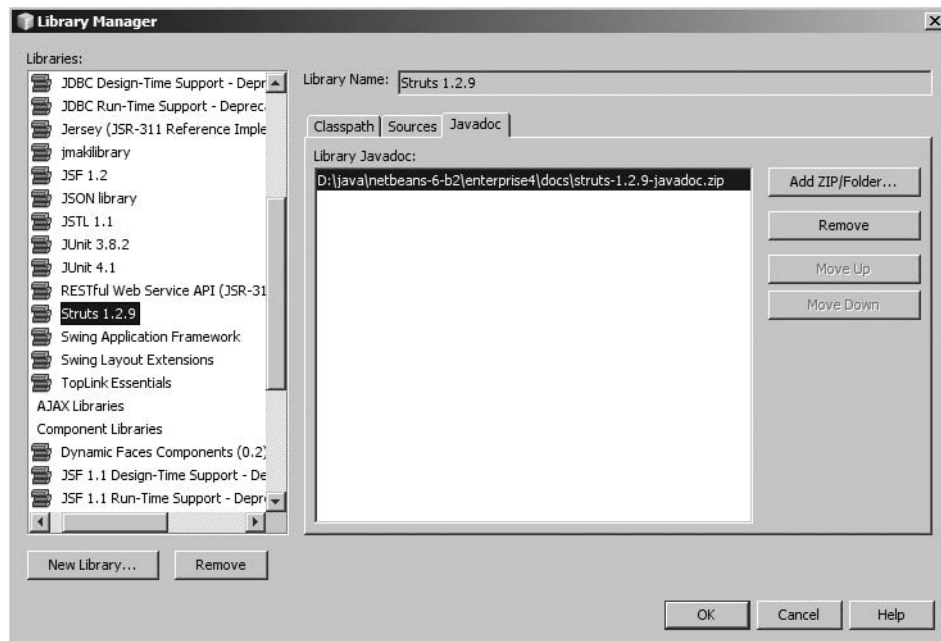 Library Manager
Libraries:
JDBC Design-Time Support - Depr
JDBC Run-Time Support - Deprec
Jersey (JSR-311 Reference Imple
jmakilibrary
JSF 1.2
JSON library
JSTL 1.1
JUnit 3.8.2
JUnit 4.1
RESTful Web Service API (JSR-31
Struts 1.2.9
Swing Application Framework
Swing Layout Extensions
TopLink Essentials
AJAX Libraries
Component Libraries
Dynamic Faces Components (0.2)
JSF 1.1 Design-Time Support - De
JSF 1.1 Run-Time Support - Depr
New Library...
Remove
Library Name:
Struts 1.2.9
Classpath
Sources
Javadoc
Library Javadoc:
D:\java\netbeans-6-b2\enterprise4\docs\struts-1.2.9-javadoc.zip
Add ZIP/Folder...
Remove
Move Up
Move Down
OK
Cancel
Help